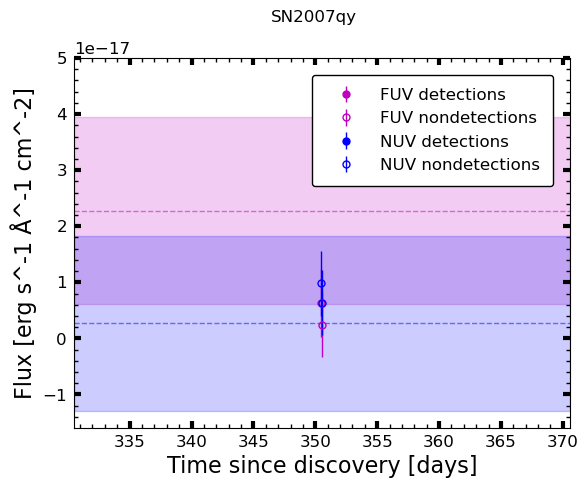 SN2007qy
1e−17
5
4
3
2
1
0
−1
Flux [erg s^-1 Å^-1 cm^-2]
FUV detections
FUV nondetections
NUV detections
NUV nondetections
335 340 345 350 355 360 365 370
Time since discovery [days]